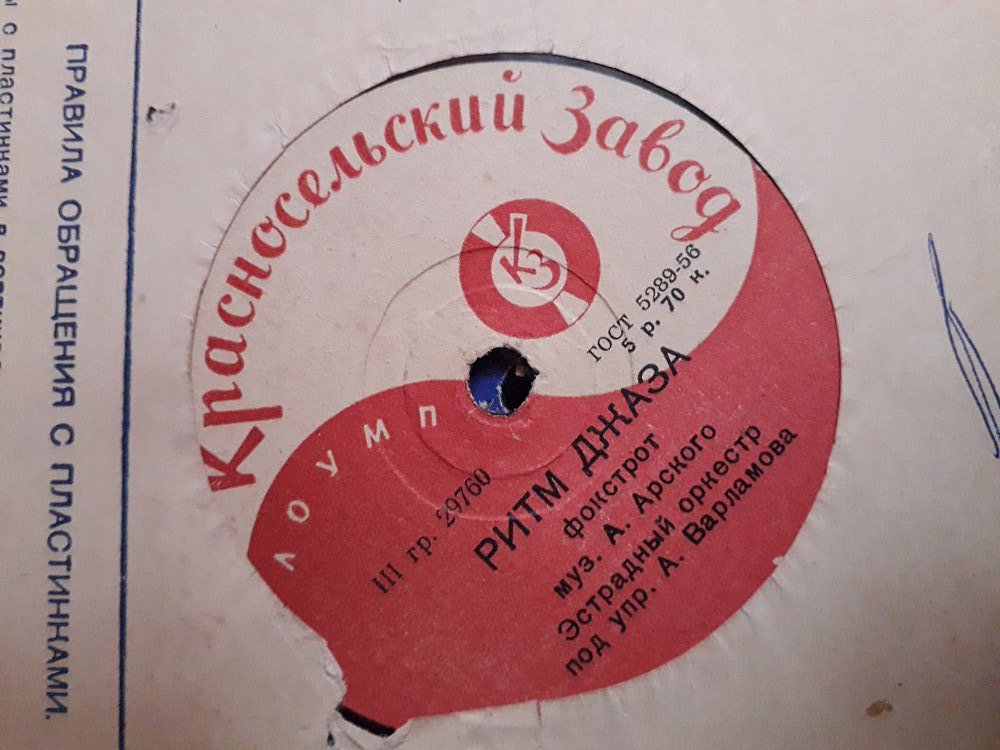 Красносельский Завод
КЗ
ГОСТ 5289-56
5 р. 70 к.
ЛОУМП
III гр. 29760
РИТМ ДЖАЗА
фокстрот
муз. А. Арского
Эстрадный оркестр
под упр. А. Варламова
ПРАВИЛА ОБРАЩЕНИЯ С ПЛАСТИНКАМИ.
с пластинками в